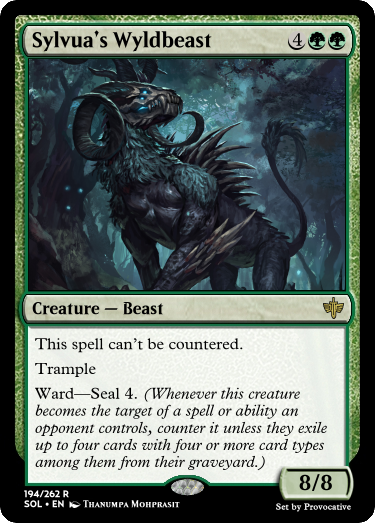 Sylvua's Wyldbeast 4
Creature — Beast
This spell can't be countered.
Trample
Ward—Seal 4. (Whenever this creature
becomes the target of a spell or ability an
opponent controls, counter it unless they exile
up to four cards with four or more card types
among them from their graveyard.)
8/8
194/262 R
SOL • EN Thanumpa Mohprasit
Set by Provocative